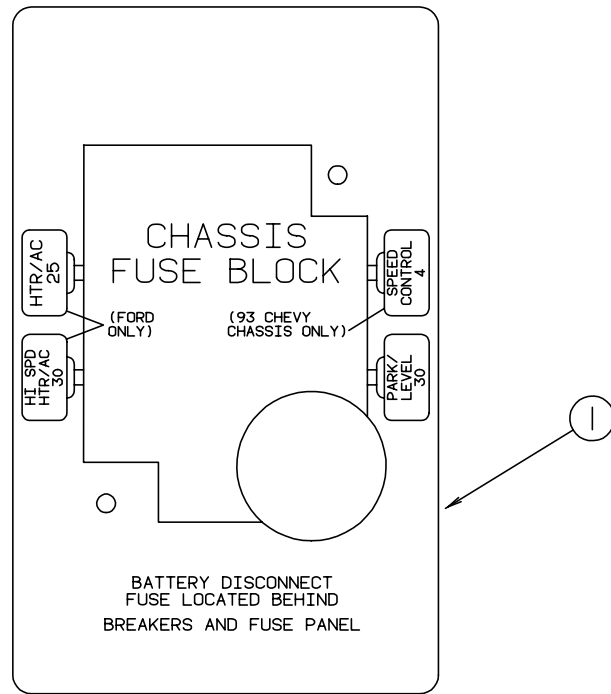 CHASSIS
FUSE BLOCK
HTR/AC
25
(FORD
ONLY)
HI SPD
HTR/AC
30
SPEED
CONTROL
4
(93 CHEVY
CHASSIS ONLY)
PARK/
LEVEL
30
1
BATTERY DISCONNECT
FUSE LOCATED BEHIND
BREAKERS AND FUSE PANEL